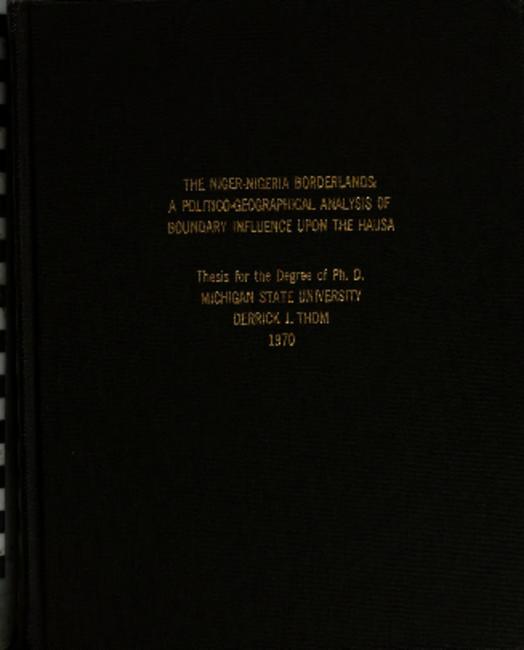 THE NIGER-NIGERIA BORDERLANDS:
A POLITICO-GEOGRAPHICAL ANALYSIS OF
BOUNDARY INFLUENCE UPON THE HAUSA
Thesis for the Degree of Ph. D.
MICHIGAN STATE UNIVERSITY
DERRICK J. THOM
1970